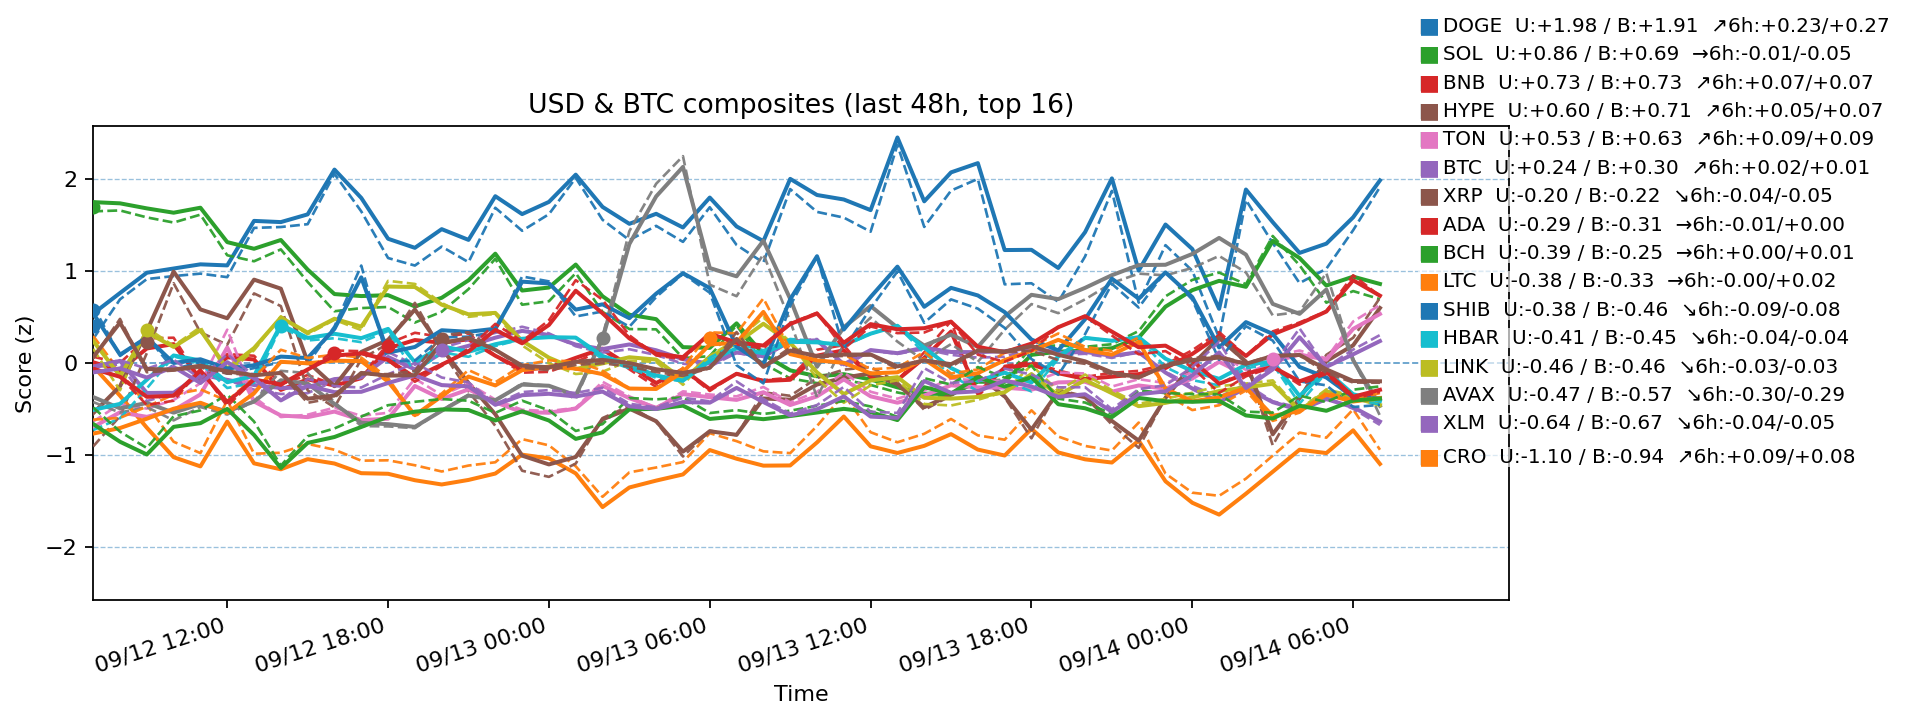 DOGE  U:+1.98 / B:+1.91  ↗6h:+0.23/+0.27
SOL  U:+0.86 / B:+0.69  →6h:-0.01/-0.05
BNB  U:+0.73 / B:+0.73  ↗6h:+0.07/+0.07
HYPE  U:+0.60 / B:+0.71  ↗6h:+0.05/+0.07
TON  U:+0.53 / B:+0.63  ↗6h:+0.09/+0.09
BTC  U:+0.24 / B:+0.30  ↗6h:+0.02/+0.01
XRP  U:-0.20 / B:-0.22  ↘6h:-0.04/-0.05
ADA  U:-0.29 / B:-0.31  →6h:-0.01/+0.00
BCH  U:-0.39 / B:-0.25  →6h:+0.00/+0.01
LTC  U:-0.38 / B:-0.33  →6h:-0.00/+0.02
SHIB  U:-0.38 / B:-0.46  ↘6h:-0.09/-0.08
HBAR  U:-0.41 / B:-0.45  ↘6h:-0.04/-0.04
LINK  U:-0.46 / B:-0.46  ↘6h:-0.03/-0.03
AVAX  U:-0.47 / B:-0.57  ↘6h:-0.30/-0.29
XLM  U:-0.64 / B:-0.67  ↘6h:-0.04/-0.05
CRO  U:-1.10 / B:-0.94  ↗6h:+0.09/+0.08
USD & BTC composites (last 48h, top 16)
Score (z)
2
1
0
−1
−2
09/12 12:00
09/12 18:00
09/13 00:00
09/13 06:00
09/13 12:00
09/13 18:00
09/14 00:00
09/14 06:00
Time